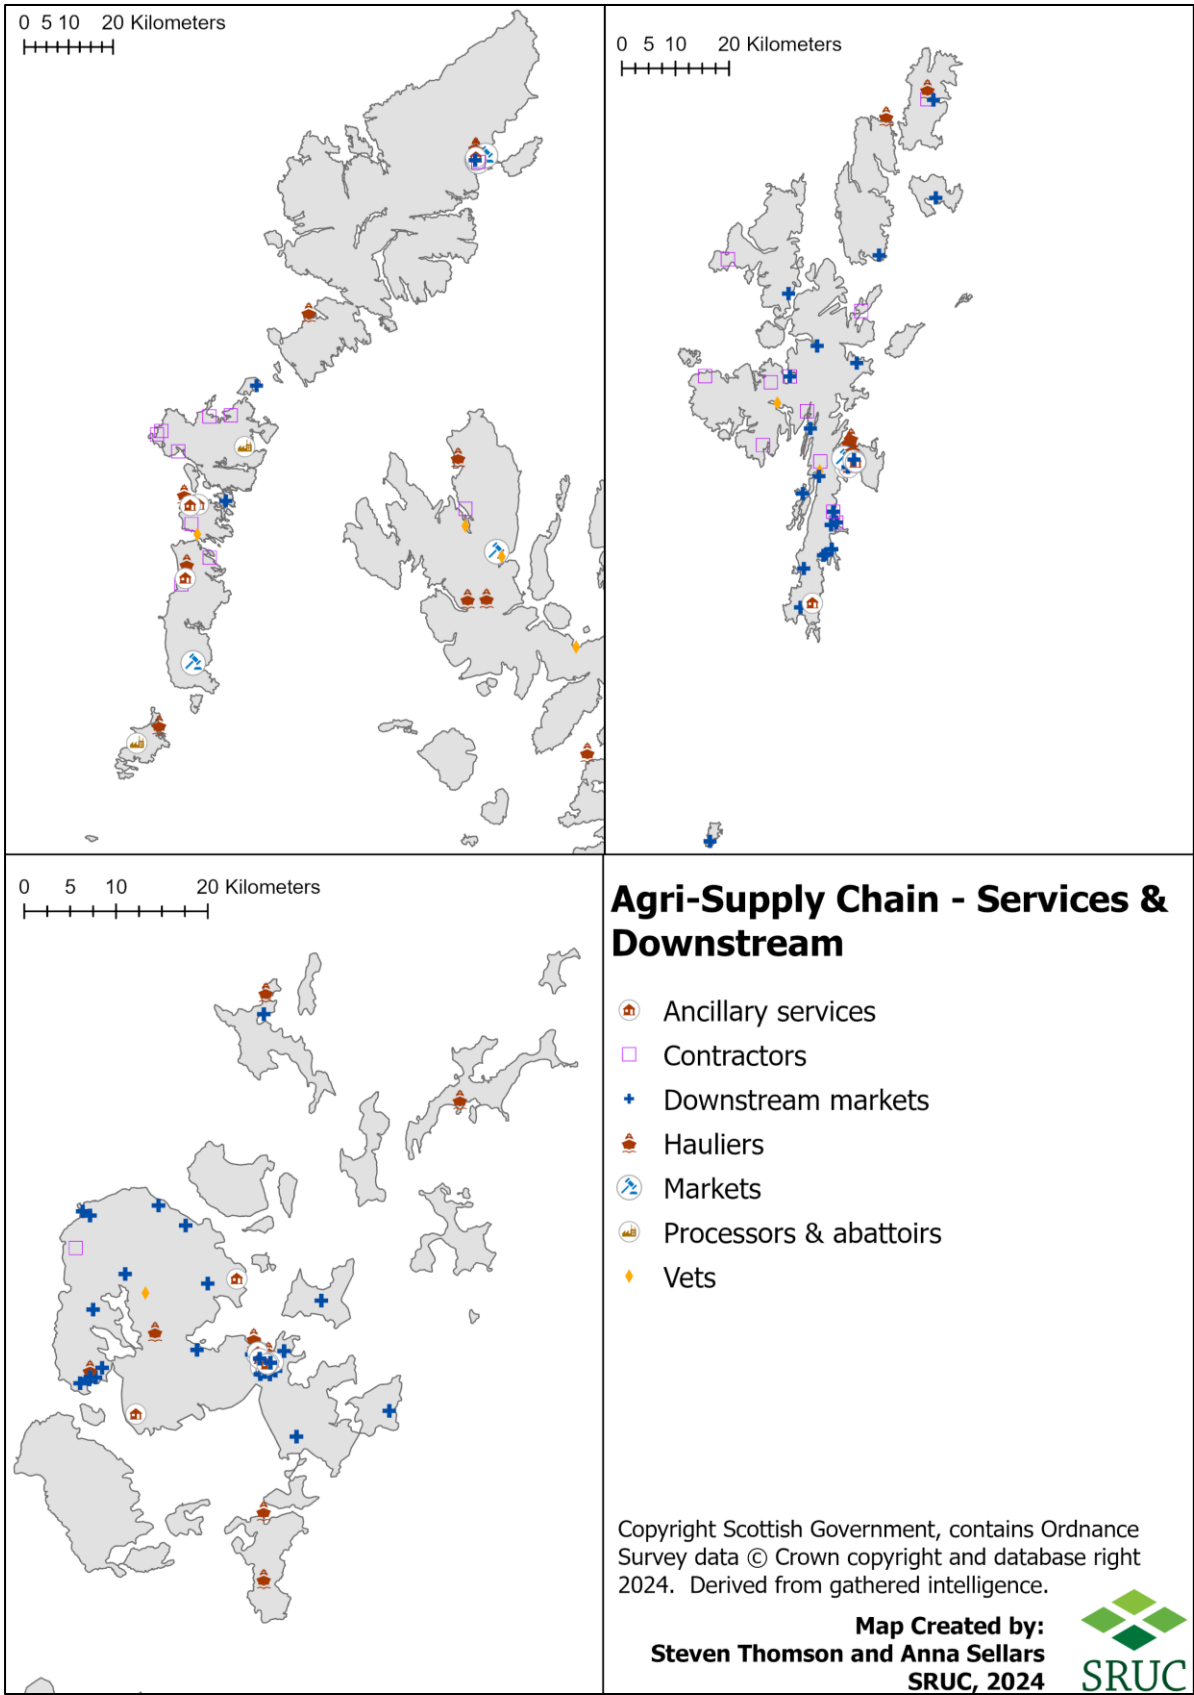 0 5 10 20 Kilometers
0 5 10 20 Kilometers
0 5 10 20 Kilometers
Agri-Supply Chain - Services &
Downstream
Ancillary services
Contractors
Downstream markets
Hauliers
Markets
Processors & abattoirs
Vets
Copyright Scottish Government, contains Ordnance
Survey data © Crown copyright and database right
2024. Derived from gathered intelligence.
Map Created by:
Steven Thomson and Anna Sellars
SRUC, 2024
SRUC